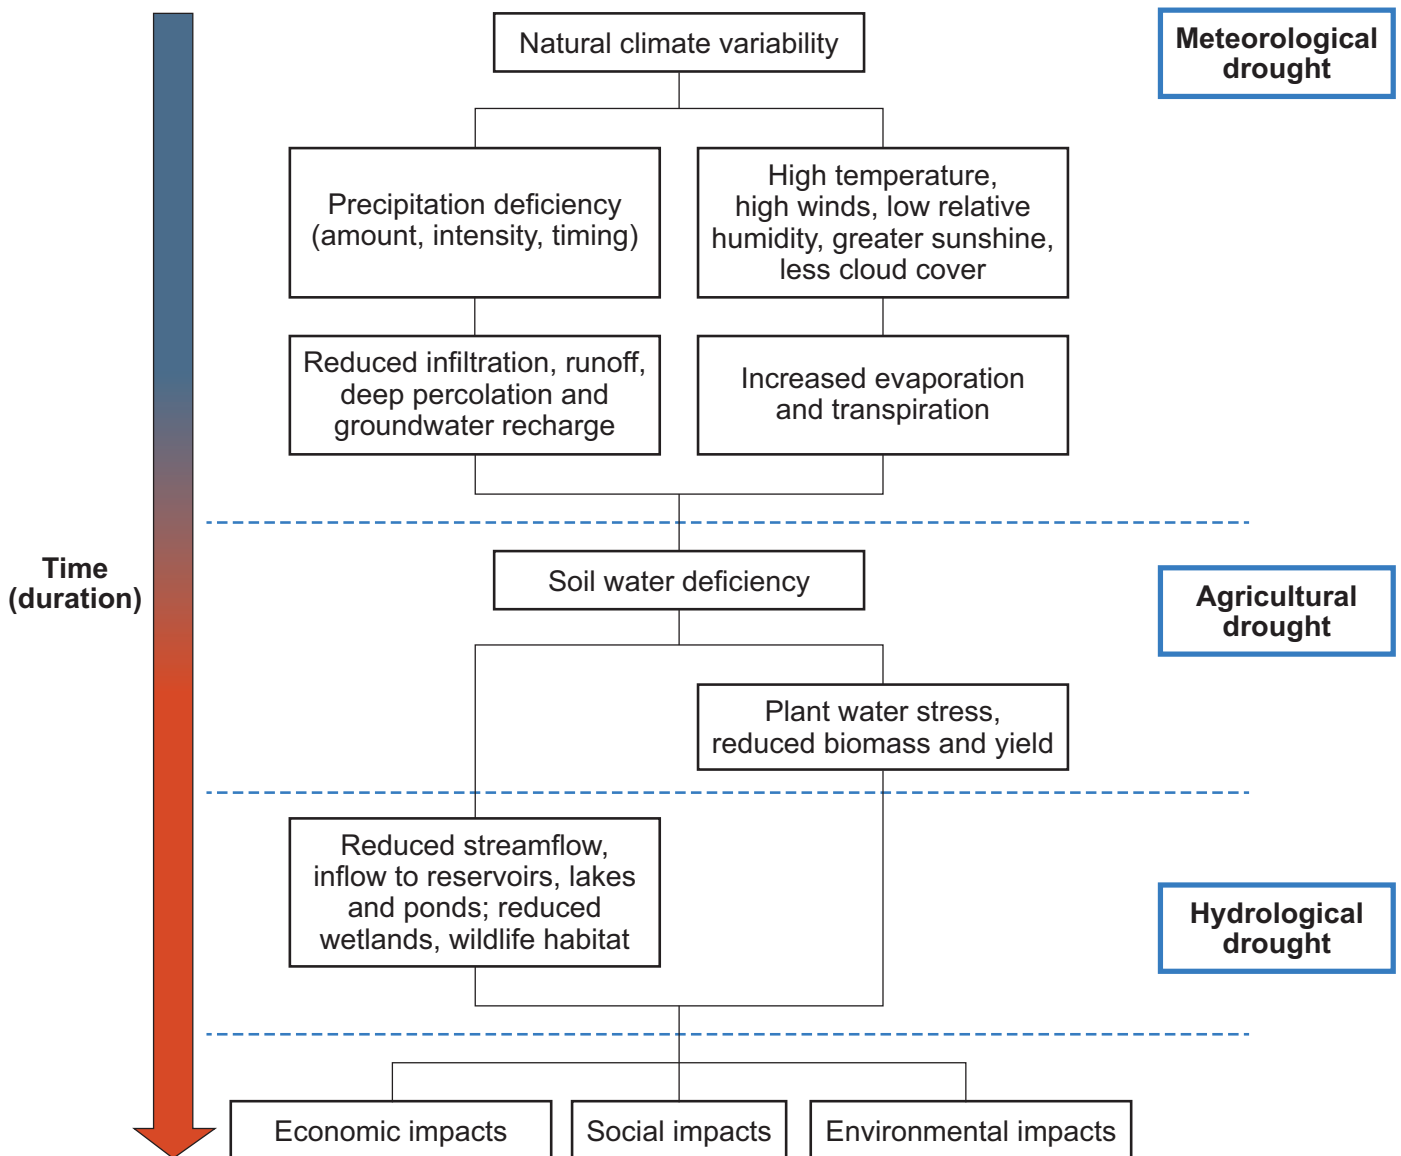 Natural climate variability
Meteorological
drought
Precipitation deficiency
(amount, intensity, timing)
High temperature,
high winds, low relative
humidity, greater sunshine,
less cloud cover
Reduced infiltration, runoff,
deep percolation and
groundwater recharge
Increased evaporation
and transpiration
Time
(duration)
Soil water deficiency
Agricultural
drought
Plant water stress,
reduced biomass and yield
Reduced streamflow,
inflow to reservoirs, lakes
and ponds; reduced
wetlands, wildlife habitat
Hydrological
drought
Economic impacts
Social impacts
Environmental impacts